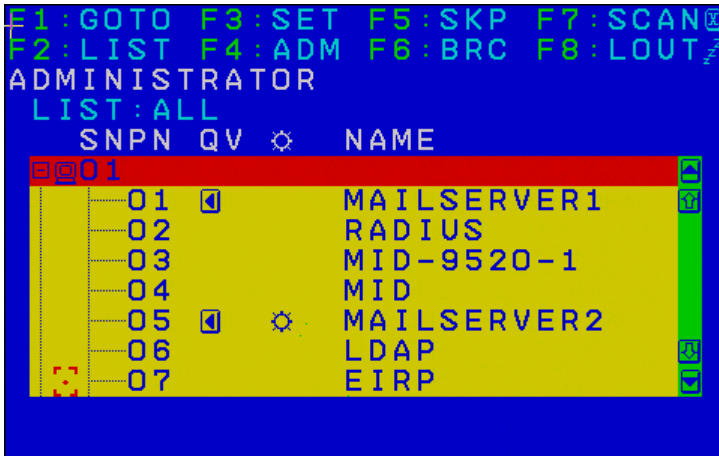 F1:GOTO F3:SET F5:SKP F7:SCAN
F2:LIST F4:ADM F6:BRC F8:LOUT zz
ADMINISTRATOR
LIST:ALL
SNPN QV ☼ NAME
01
01 MAILSERVER1
02 RADIUS
03 MID-9520-1
04 MID
05 ☼ MAILSERVER2
06 LDAP
07 EIRP